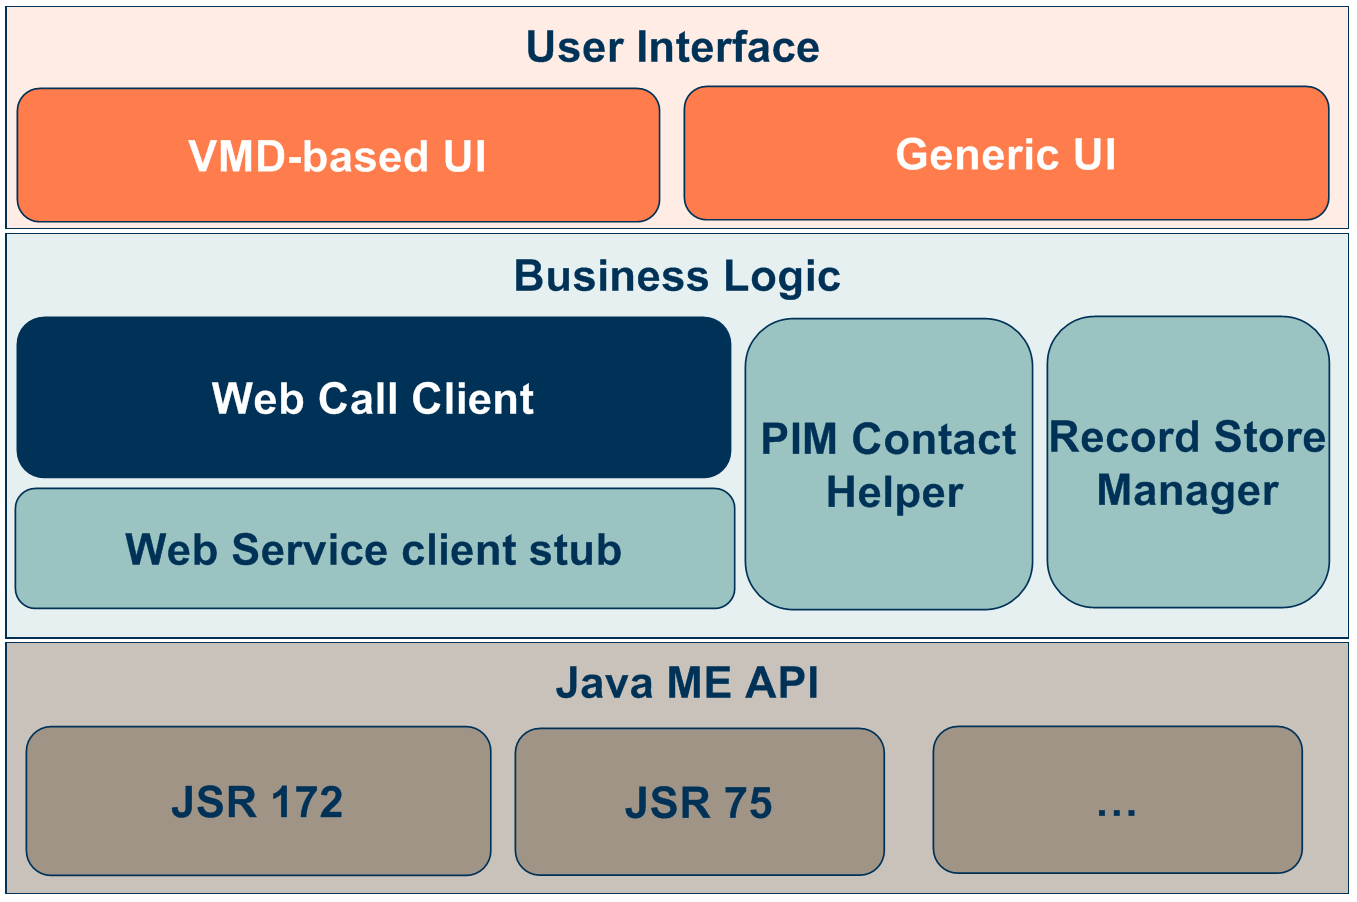 User Interface
VMD-based UI
Generic UI
Business Logic
Web Call Client
Web Service client stub
PIM Contact
Helper
Record Store
Manager
Java ME API
JSR 172
JSR 75
...